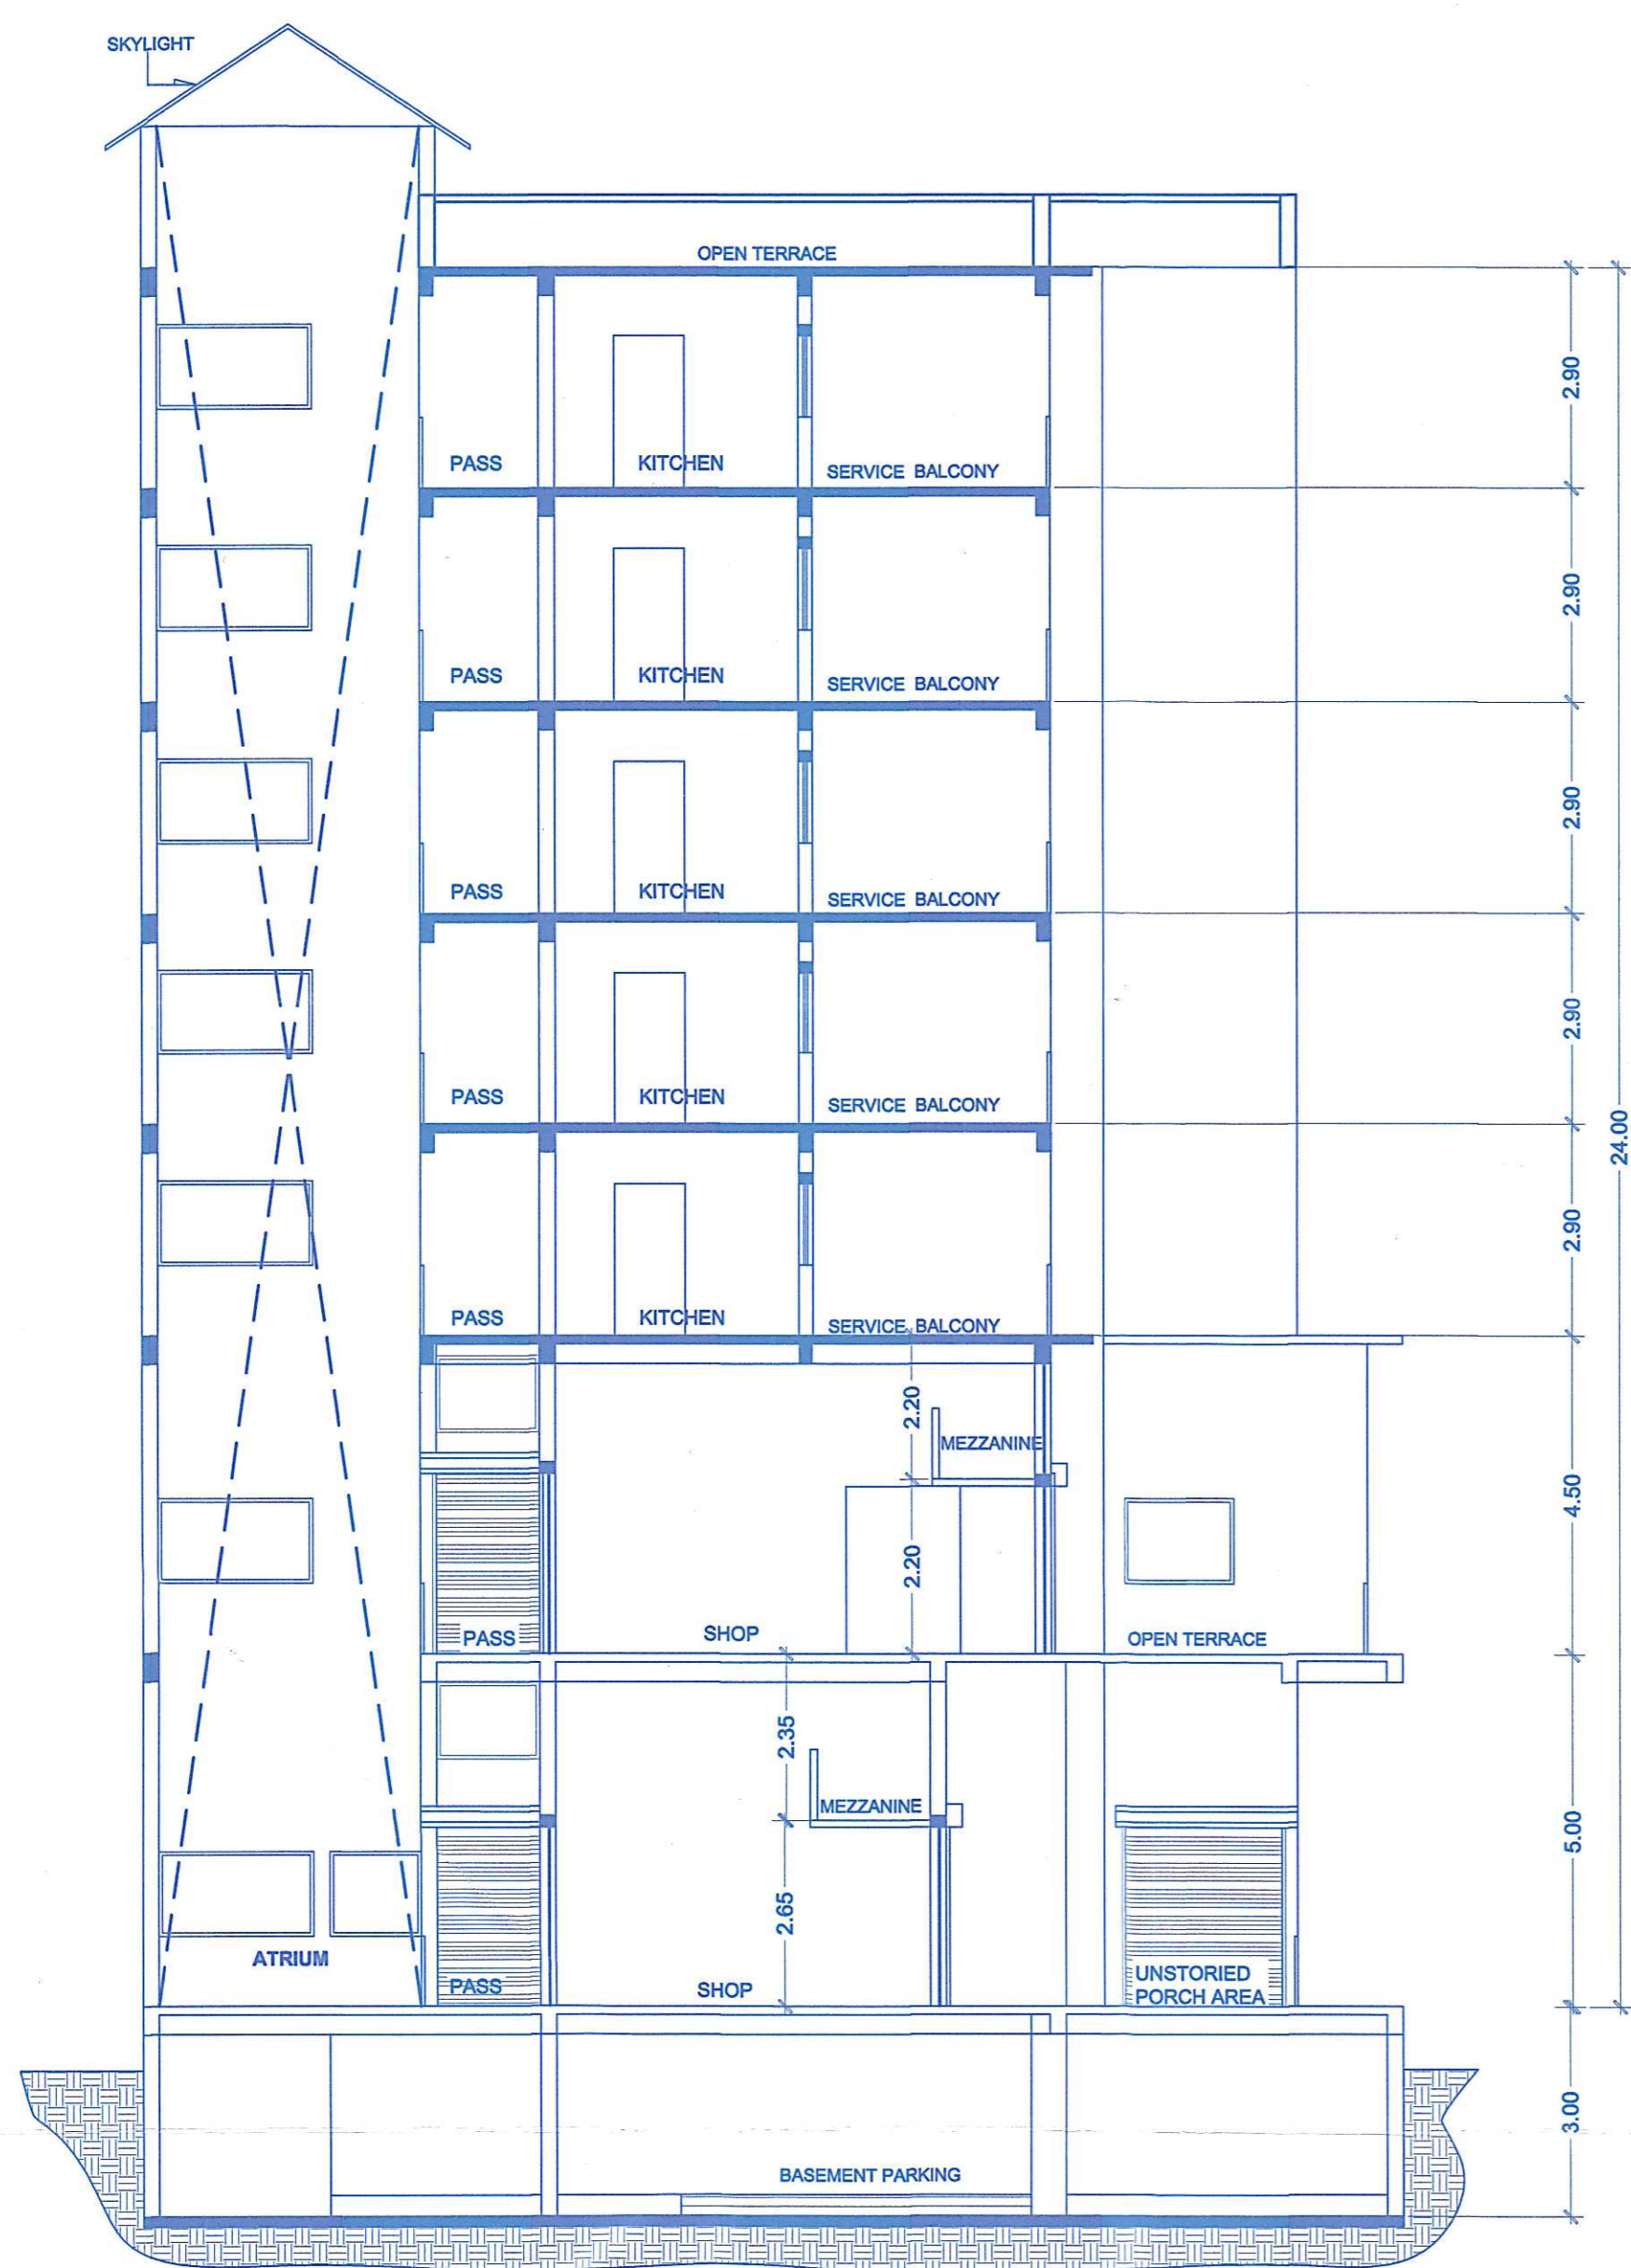 SKYLIGHT
OPEN TERRACE
2.90
PASS
KITCHEN
SERVICE BALCONY
2.90
PASS
KITCHEN
SERVICE BALCONY
2.90
PASS
KITCHEN
SERVICE BALCONY
2.90
PASS
KITCHEN
SERVICE BALCONY
24.00
2.90
PASS
KITCHEN
SERVICE BALCONY
2.20
MEZZANINE
4.50
2.20
PASS
SHOP
OPEN TERRACE
2.35
MEZZANINE
5.00
2.65
ATRIUM
PASS
SHOP
UNSTORIED
PORCH AREA
3.00
BASEMENT PARKING